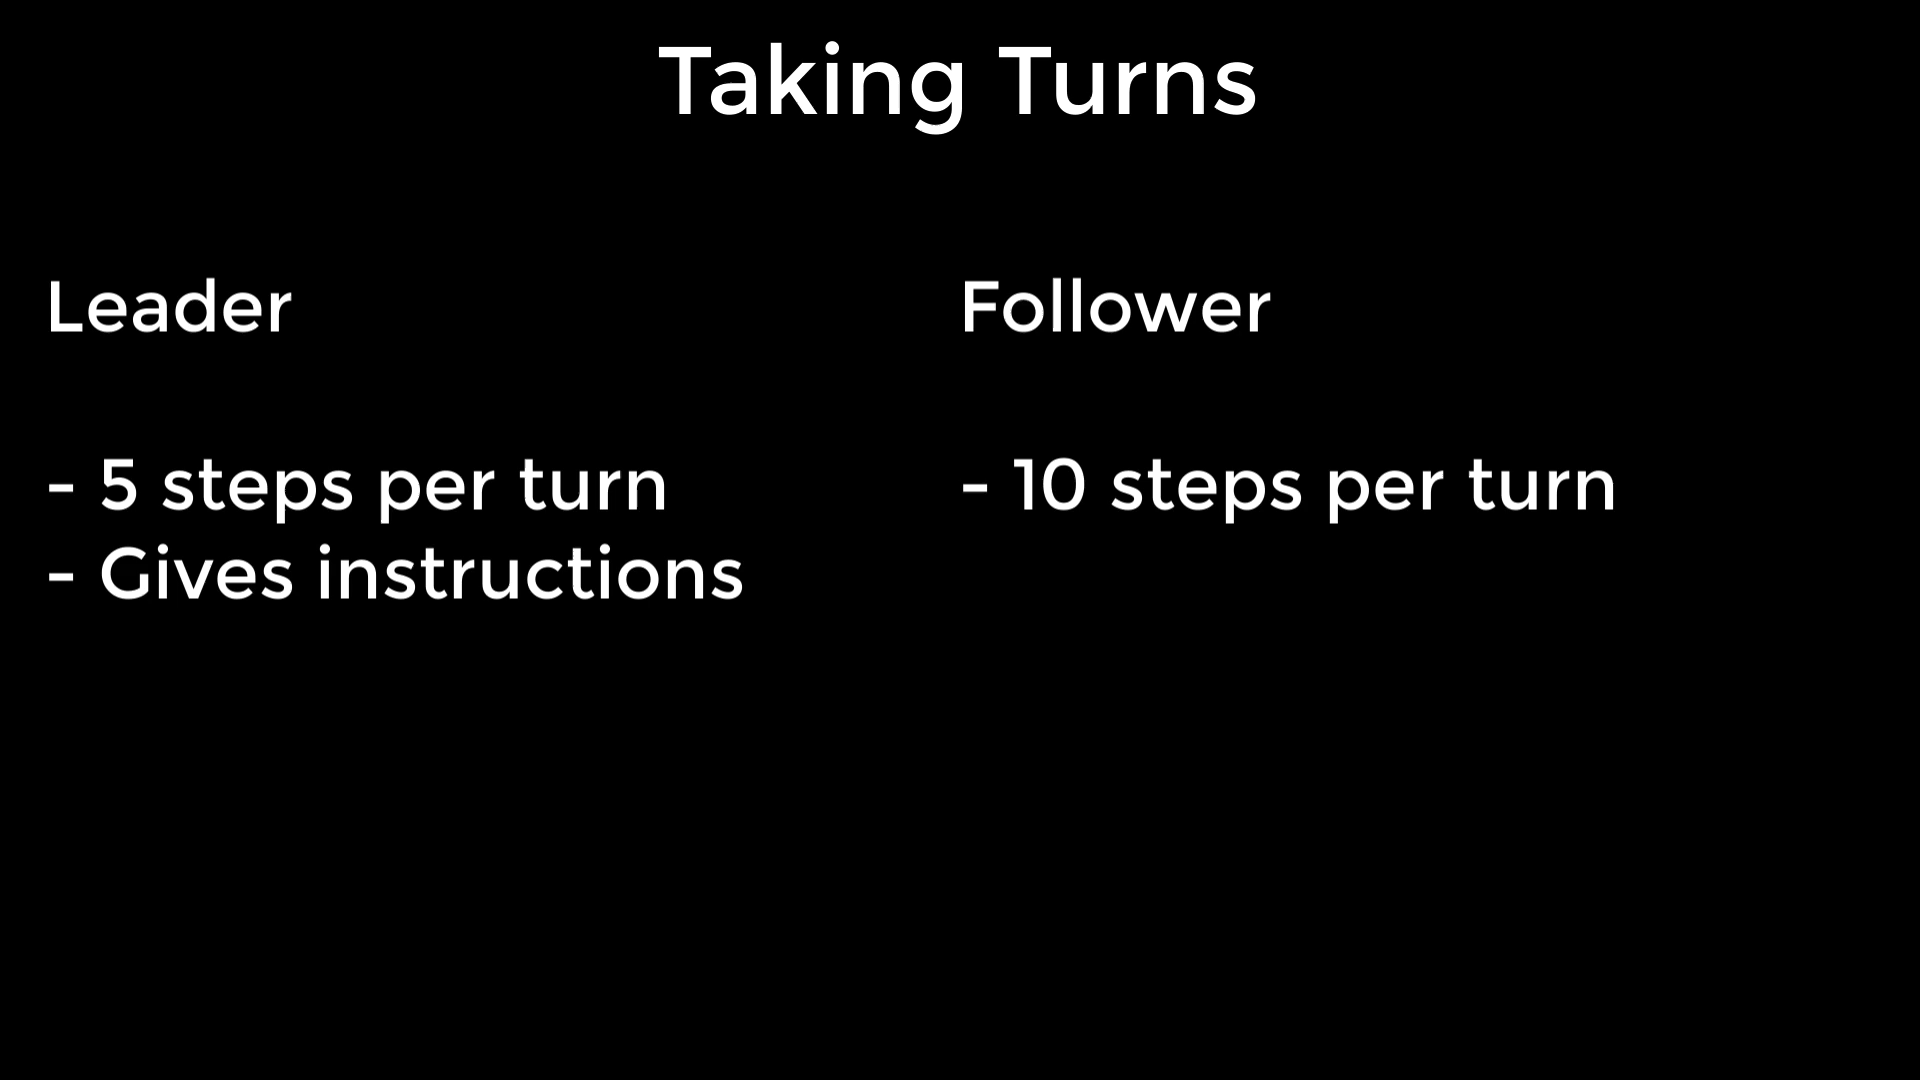 Taking Turns
Leader
- 5 steps per turn
- Gives instructions
Follower
- 10 steps per turn